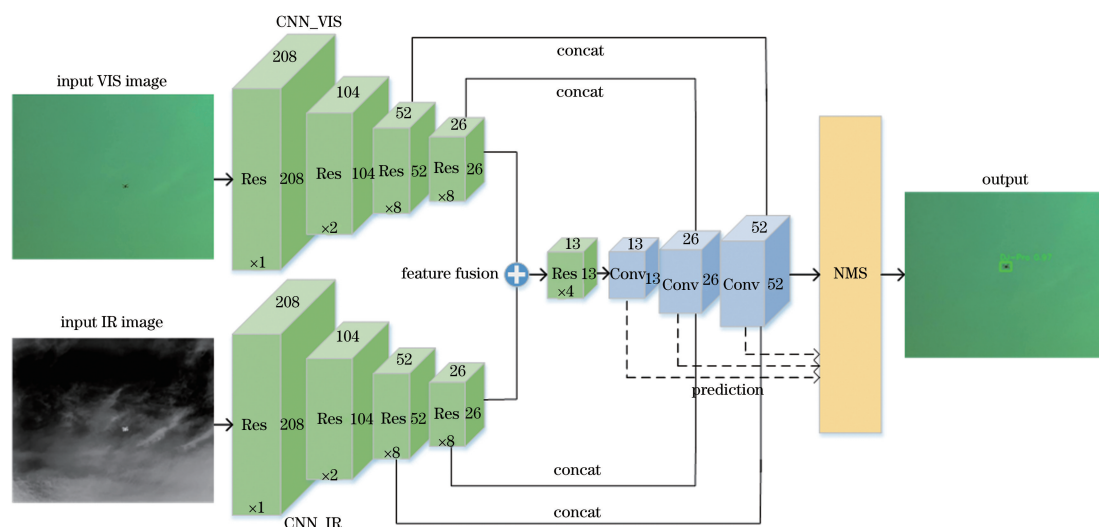 CNN_VIS
input VIS image
208
Res
208
×1
104
Res
104
×2
52
Res
52
×8
26
Res
26
×8
concat
concat
feature fusion
13
Res
13
×4
13
Conv
13
26
Conv
26
52
Conv
52
prediction
NMS
output
input IR image
208
Res
208
×1
104
Res
104
×2
52
Res
52
×8
26
Res
26
×8
concat
concat
CNN_IR